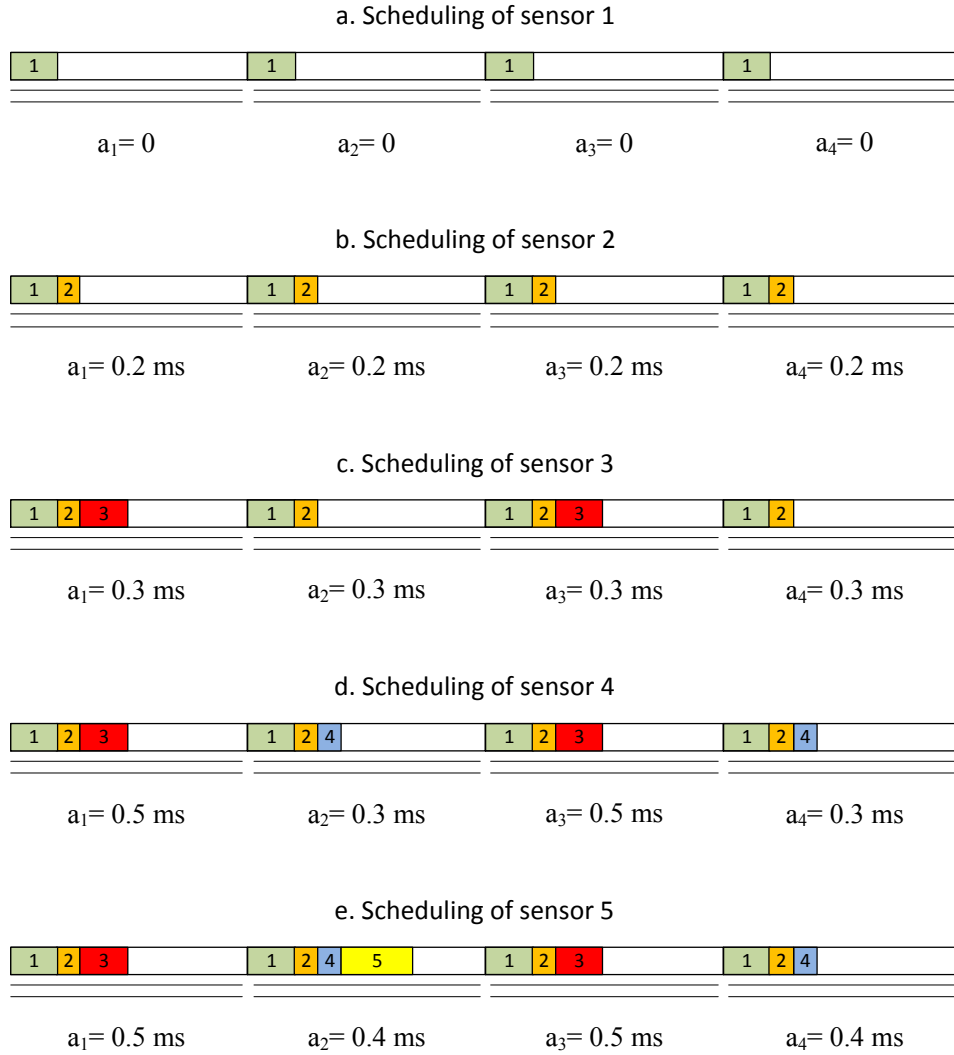 a. Scheduling of sensor 1
1 1 1 1
a₁= 0 a₂= 0 a₃= 0 a₄= 0
b. Scheduling of sensor 2
1 2 1 2 1 2 1 2
a₁= 0.2 ms a₂= 0.2 ms a₃= 0.2 ms a₄= 0.2 ms
c. Scheduling of sensor 3
1 2 3 1 2 1 2 3 1 2
a₁= 0.3 ms a₂= 0.3 ms a₃= 0.3 ms a₄= 0.3 ms
d. Scheduling of sensor 4
1 2 3 1 2 4 1 2 3 1 2 4
a₁= 0.5 ms a₂= 0.3 ms a₃= 0.5 ms a₄= 0.3 ms
e. Scheduling of sensor 5
1 2 3 1 2 4 5 1 2 3 1 2 4
a₁= 0.5 ms a₂= 0.4 ms a₃= 0.5 ms a₄= 0.4 ms